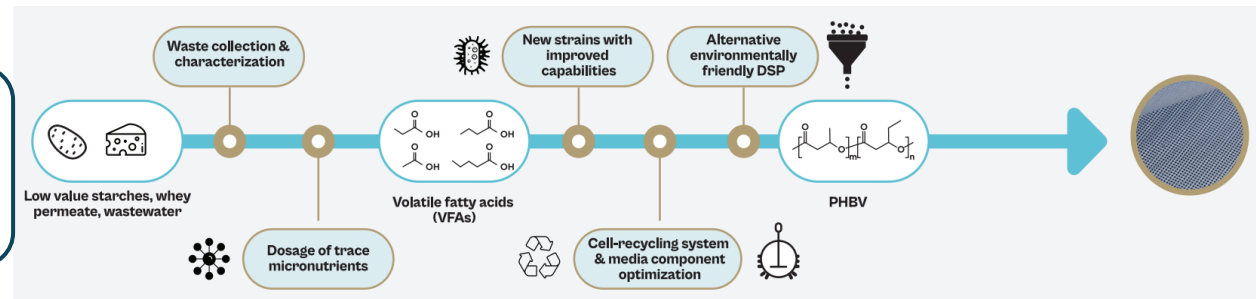 Waste collection &
characterization
New strains with
improved
capabilities
Alternative
environmentally
friendly DSP
OH
OH
O
O
OH
OH
O
O
O
O
O
O
m
n
Low value starches, whey
permeate, wastewater
Volatile fatty acids
(VFAs)
PHBV
Dosage of trace
micronutrients
Cell-recycling system
& media component
optimization